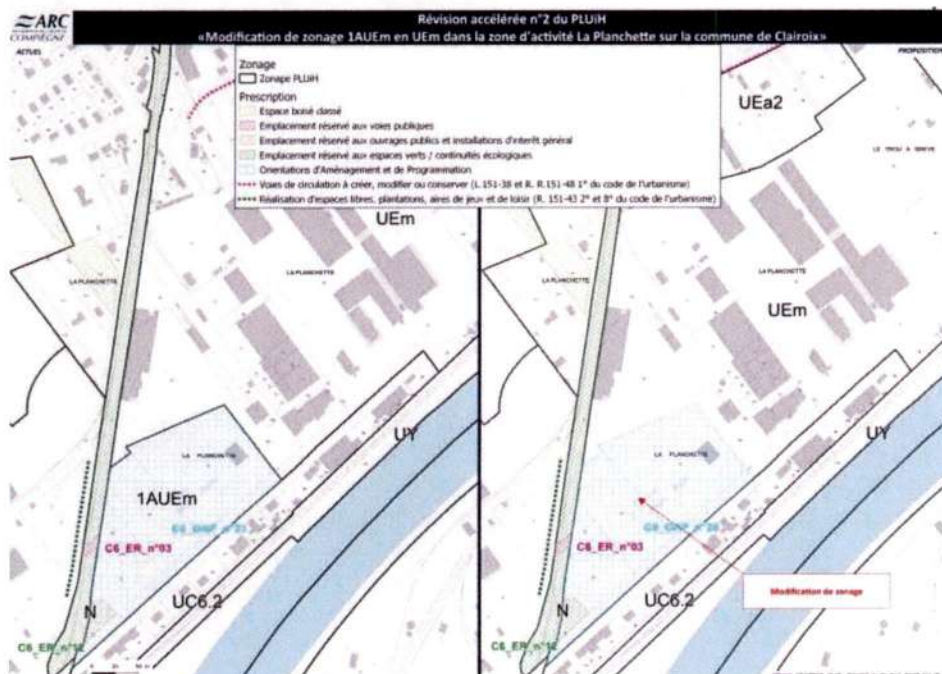 ARC
COMPIÈGNE
Révision accélérée n°2 du PLUiH
«Modification de zonage 1AUEm en UEm dans la zone d'activité La Planchette sur la commune de Clairoix»
ACTUEL
PROPOSITION
Zonage
Zonage PLUiH
Prescription
Espace boisé classé
Emplacement réservé aux voies publiques
Emplacement réservé aux ouvrages publics et installations d'intérêt général
Emplacement réservé aux espaces verts / continuités écologiques
Orientations d'Aménagement et de Programmation
Voies de circulation à créer, modifier ou conserver (L.151-38 et R. R.151-48 1° du code de l'urbanisme)
Réalisation d'espaces libres, plantations, aires de jeux et de loisir (R. 151-43 2° et 8° du code de l'urbanisme)
UEm
LA PLANCHETTE
LA PLANCHETTE
LA PLANCHETTE
1AUEm
UY
C6_ER_n°03
UC6.2
N
C6_ER_n°12
UEa2
LE TROU A GREVE
LA PLANCHETTE
LA PLANCHETTE
UEm
LA PLANCHETTE
UY
C6_ER_n°03
Modification de zonage
UC6.2
N
C6_ER_n°12